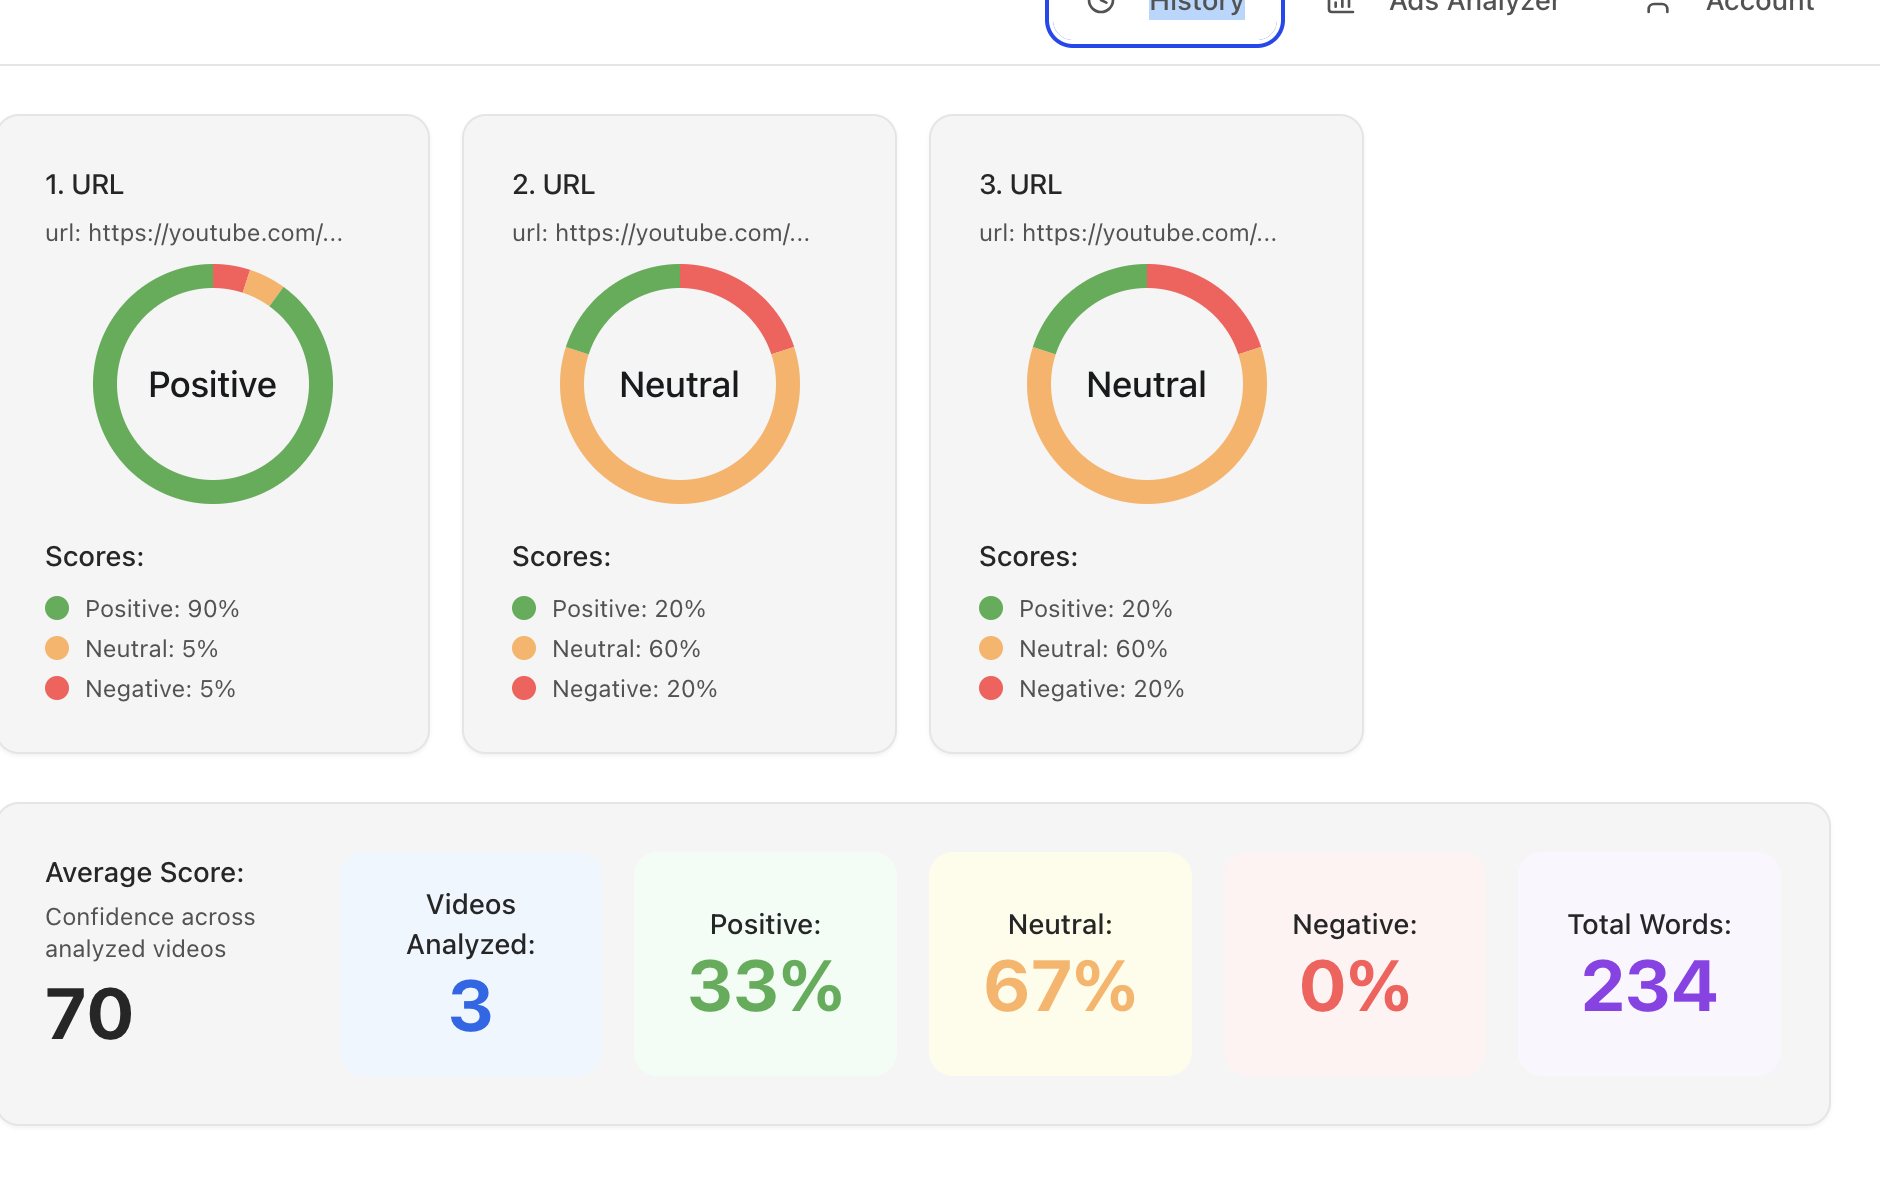 History
Ads Analyzer
Account
1. URL
url: https://youtube.com/...
Positive
Scores:
Positive: 90%
Neutral: 5%
Negative: 5%
2. URL
url: https://youtube.com/...
Neutral
Scores:
Positive: 20%
Neutral: 60%
Negative: 20%
3. URL
url: https://youtube.com/...
Neutral
Scores:
Positive: 20%
Neutral: 60%
Negative: 20%
Average Score:
Confidence across
analyzed videos
70
Videos
Analyzed:
3
Positive:
33%
Neutral:
67%
Negative:
0%
Total Words:
234